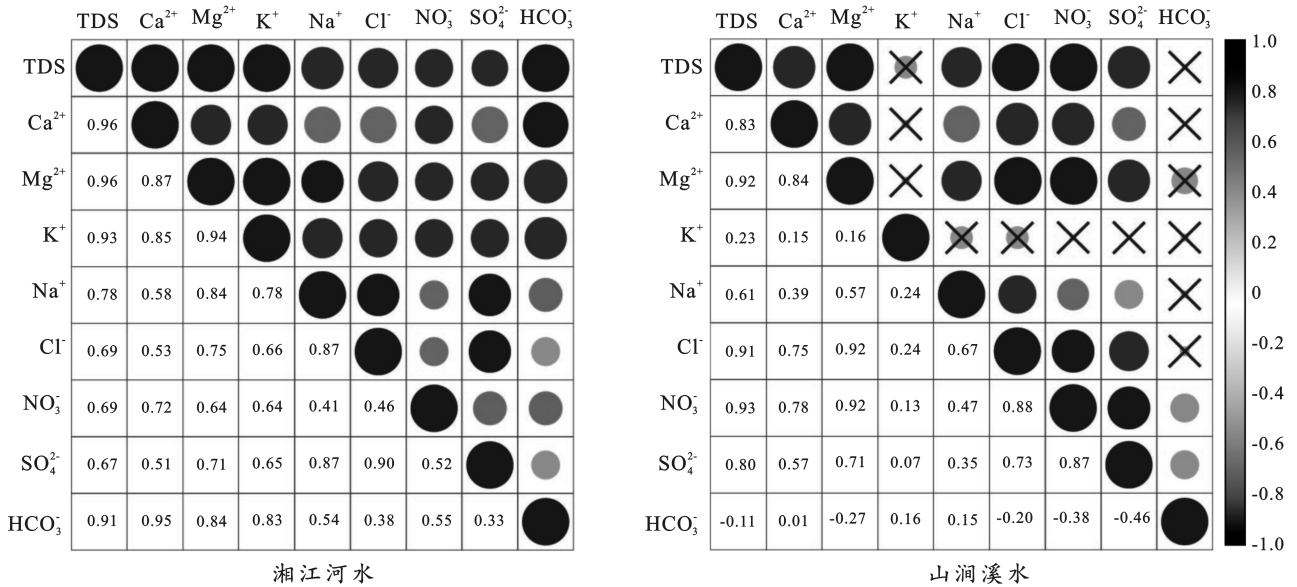 TDS Ca²⁺ Mg²⁺ K⁺ Na⁺ Cl⁻ NO₃⁻ SO₄²⁻ HCO₃⁻
TDS
Ca²⁺ 0.96
Mg²⁺ 0.96 0.87
K⁺ 0.93 0.85 0.94
Na⁺ 0.78 0.58 0.84 0.78
Cl⁻ 0.69 0.53 0.75 0.66 0.87
NO₃⁻ 0.69 0.72 0.64 0.64 0.41 0.46
SO₄²⁻ 0.67 0.51 0.71 0.65 0.87 0.90 0.52
HCO₃⁻ 0.91 0.95 0.84 0.83 0.54 0.38 0.55 0.33
湘江河水
TDS Ca²⁺ Mg²⁺ K⁺ Na⁺ Cl⁻ NO₃⁻ SO₄²⁻ HCO₃⁻
TDS
Ca²⁺ 0.83
Mg²⁺ 0.92 0.84
K⁺ 0.23 0.15 0.16
Na⁺ 0.61 0.39 0.57 0.24
Cl⁻ 0.91 0.75 0.92 0.24 0.67
NO₃⁻ 0.93 0.78 0.92 0.13 0.47 0.88
SO₄²⁻ 0.80 0.57 0.71 0.07 0.35 0.73 0.87
HCO₃⁻ -0.11 0.01 -0.27 0.16 0.15 -0.20 -0.38 -0.46
山涧溪水
1.0
0.8
0.6
0.4
0.2
0
-0.2
-0.4
-0.6
-0.8
-1.0